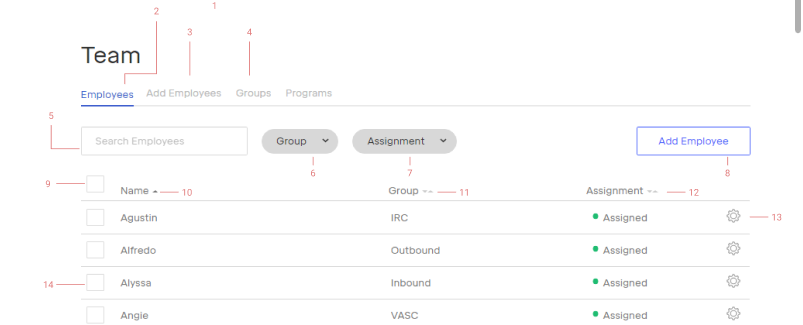 1
2
3
4
Team
Employees Add Employees Groups Programs
5
Search Employees Group Assignment Add Employee
6 7 8
9
Name 10 Group 11 Assignment 12
Agustin IRC Assigned 13
Alfredo Outbound Assigned
14 Alyssa Inbound Assigned
Angie VASC Assigned